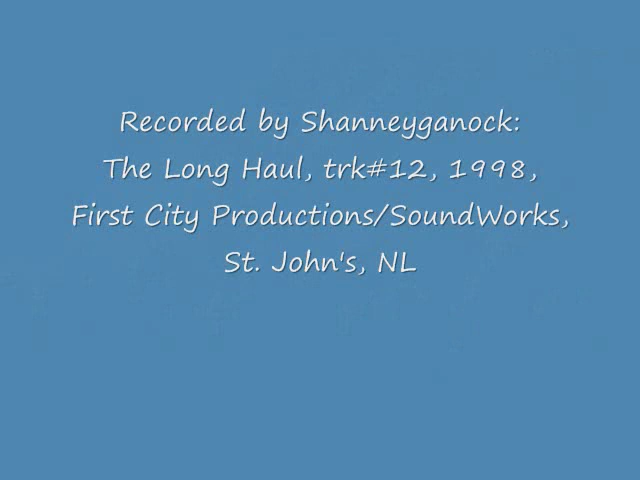 Recorded by Shanneyganock:
The Long Haul, trk#12, 1998,
First City Productions/SoundWorks,
St. John's, NL